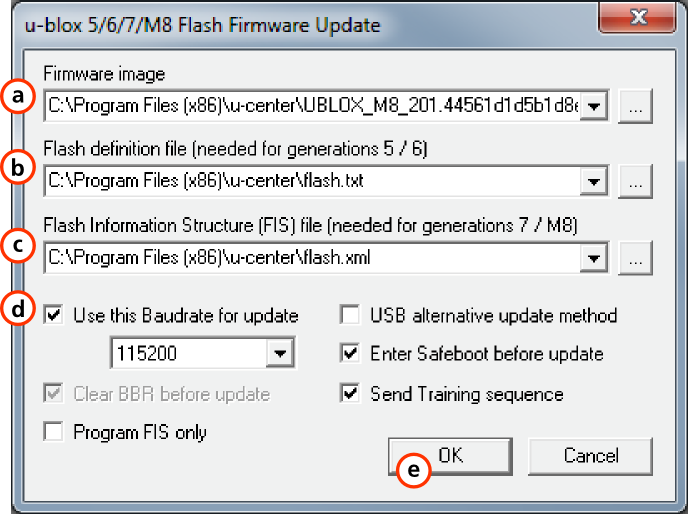 u-blox 5/6/7/M8 Flash Firmware Update
Firmware image
a
C:\Program Files (x86)\u-center\UBLOX_M8_201.44561d1d5b1d8e
...
Flash definition file (needed for generations 5 / 6)
b
C:\Program Files (x86)\u-center\flash.txt
...
Flash Information Structure (FIS) file (needed for generations 7 / M8)
c
C:\Program Files (x86)\u-center\flash.xml
...
d
Use this Baudrate for update
USB alternative update method
115200
Enter Safeboot before update
Clear BBR before update
Send Training sequence
Program FIS only
OK
Cancel
e